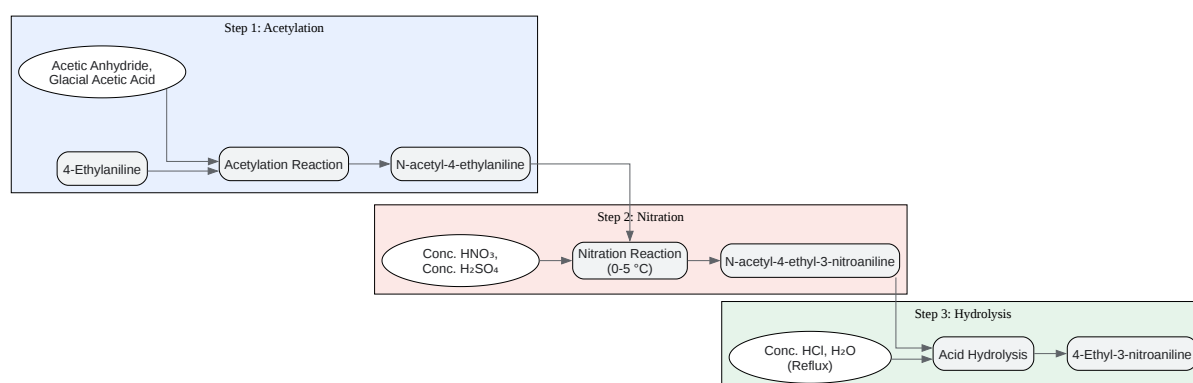 Step 1: Acetylation
Acetic Anhydride,
Glacial Acetic Acid
4-Ethylaniline
Acetylation Reaction
N-acetyl-4-ethylaniline
Step 2: Nitration
Conc. HNO₃,
Conc. H₂SO₄
Nitration Reaction
(0-5 °C)
N-acetyl-4-ethyl-3-nitroaniline
Step 3: Hydrolysis
Conc. HCl, H₂O
(Reflux)
Acid Hydrolysis
4-Ethyl-3-nitroaniline